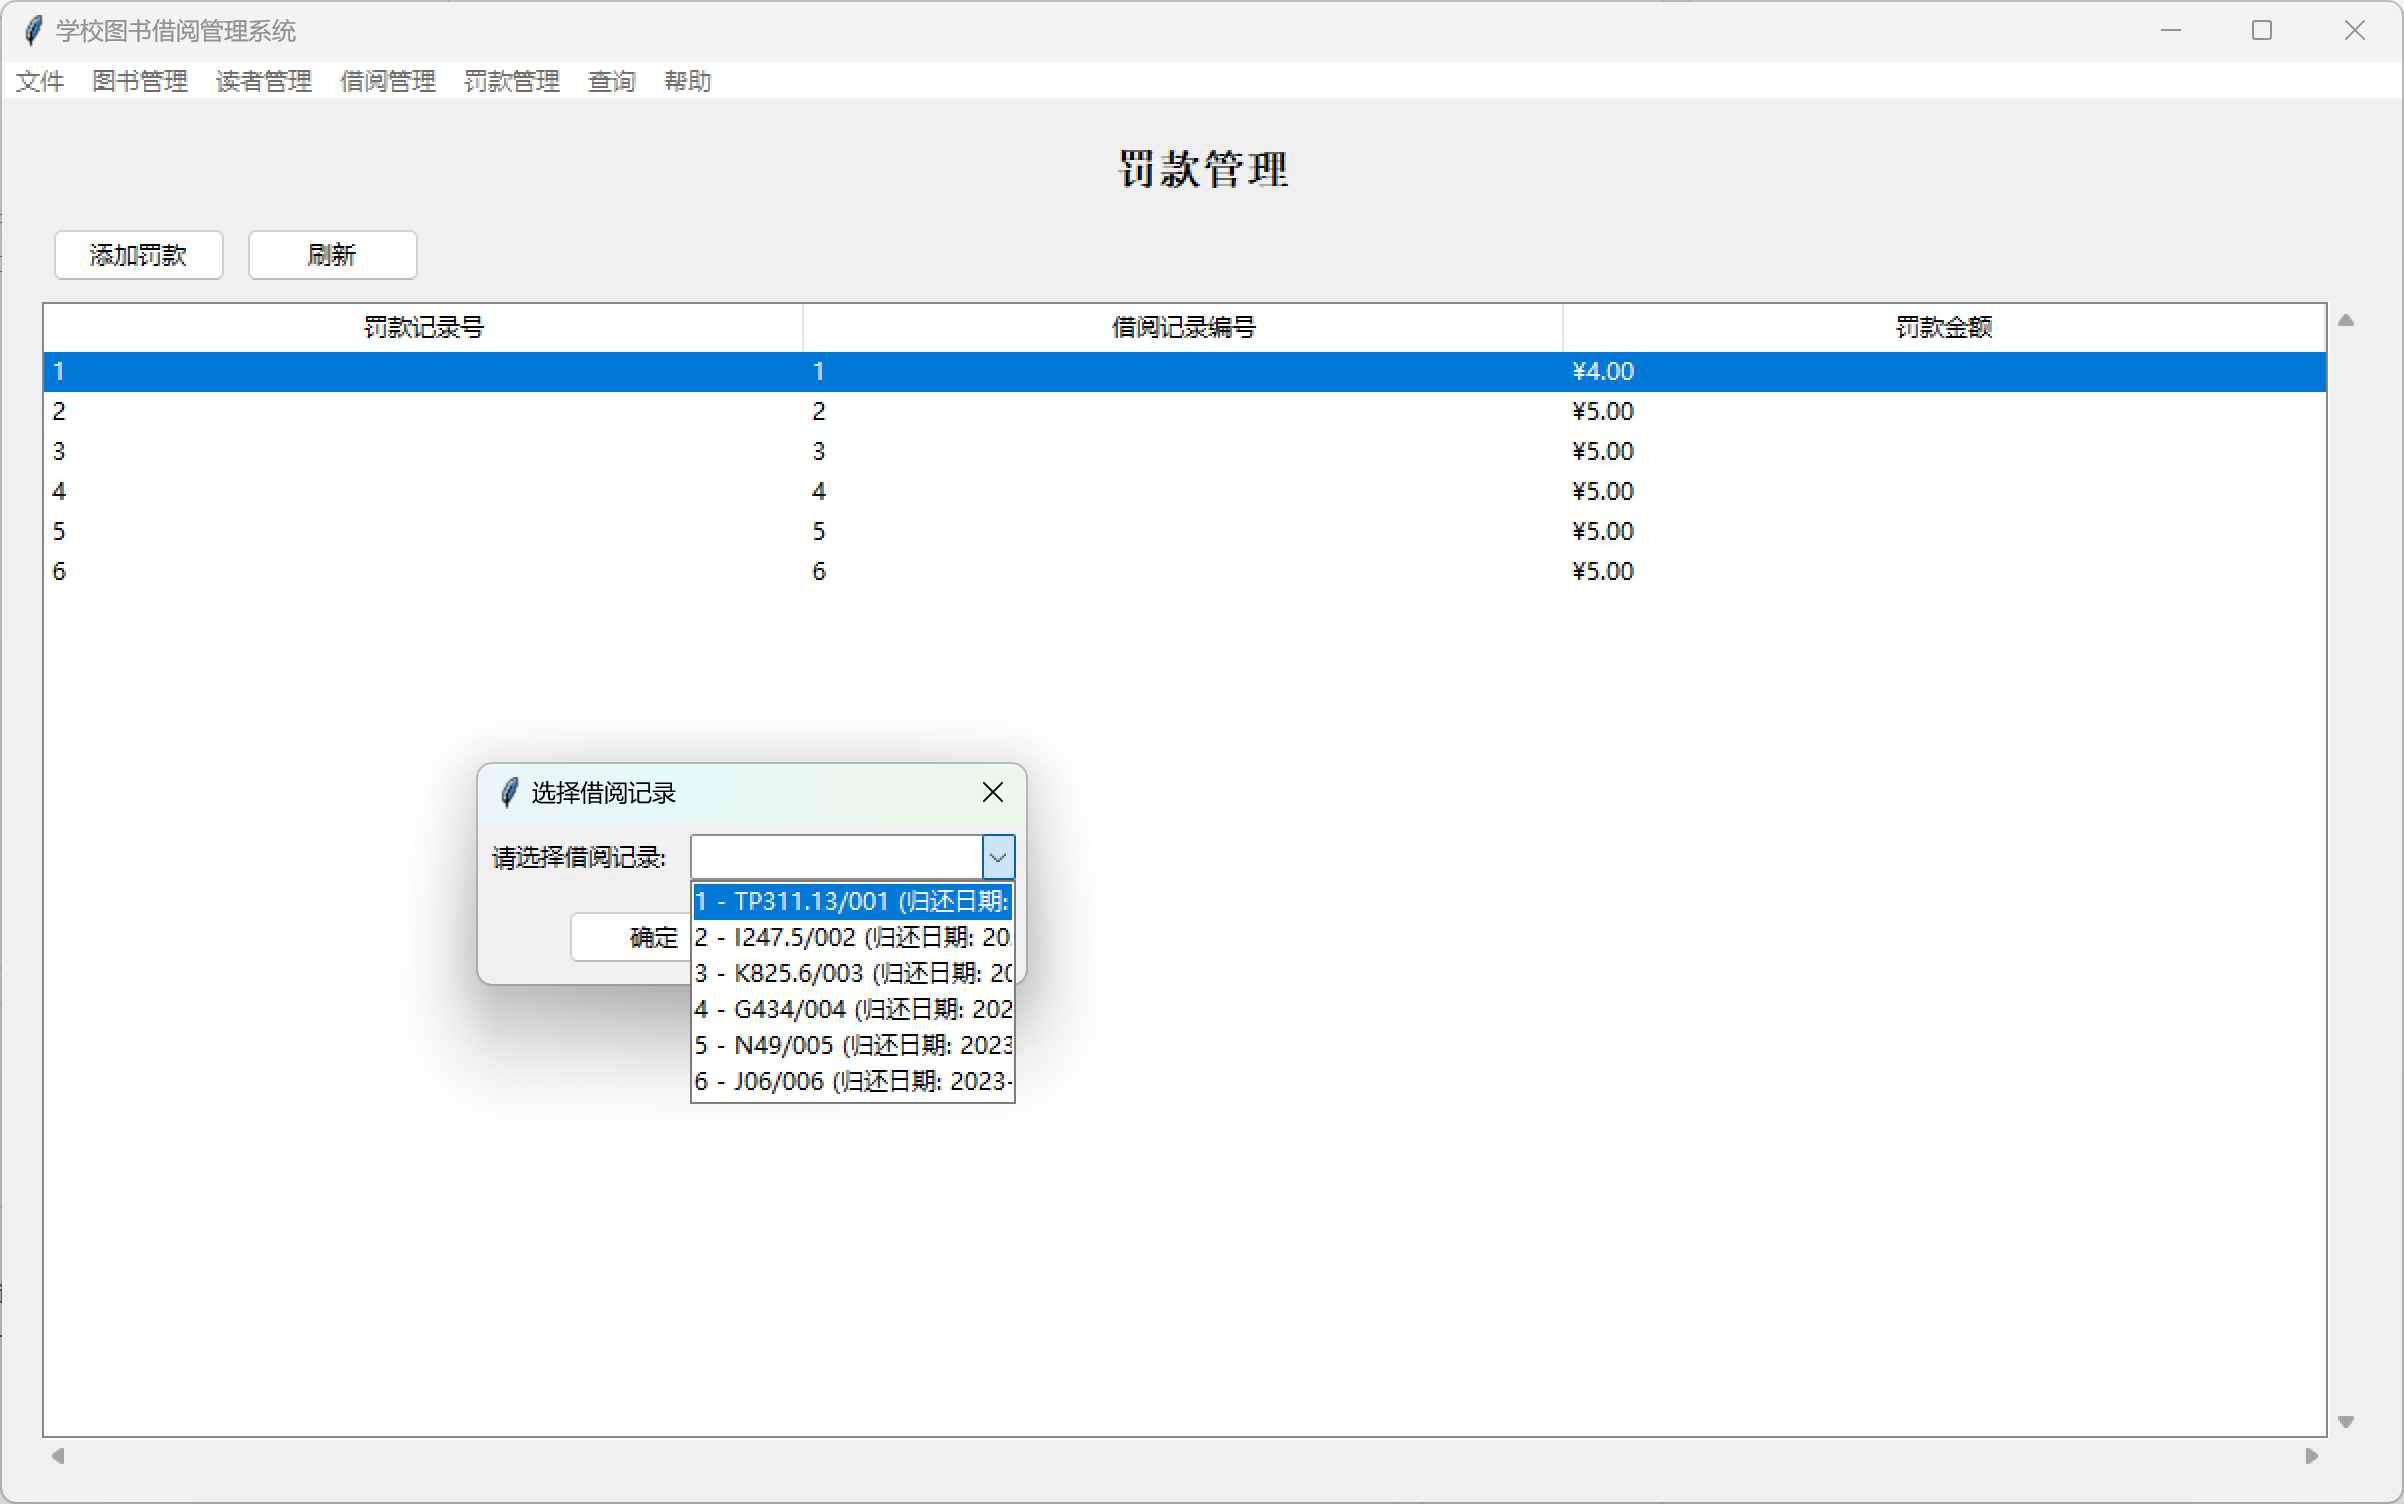 学校图书借阅管理系统
文件 图书管理 读者管理 借阅管理 罚款管理 查询 帮助
罚款管理
添加罚款 刷新
罚款记录号 借阅记录编号 罚款金额
1 1 ¥4.00
2 2 ¥5.00
3 3 ¥5.00
4 4 ¥5.00
5 5 ¥5.00
6 6 ¥5.00
选择借阅记录
请选择借阅记录:
确定
1 - TP311.13/001 (归还日期:
2 - I247.5/002 (归还日期: 20
3 - K825.6/003 (归还日期: 20
4 - G434/004 (归还日期: 202
5 - N49/005 (归还日期: 2023
6 - J06/006 (归还日期: 2023-